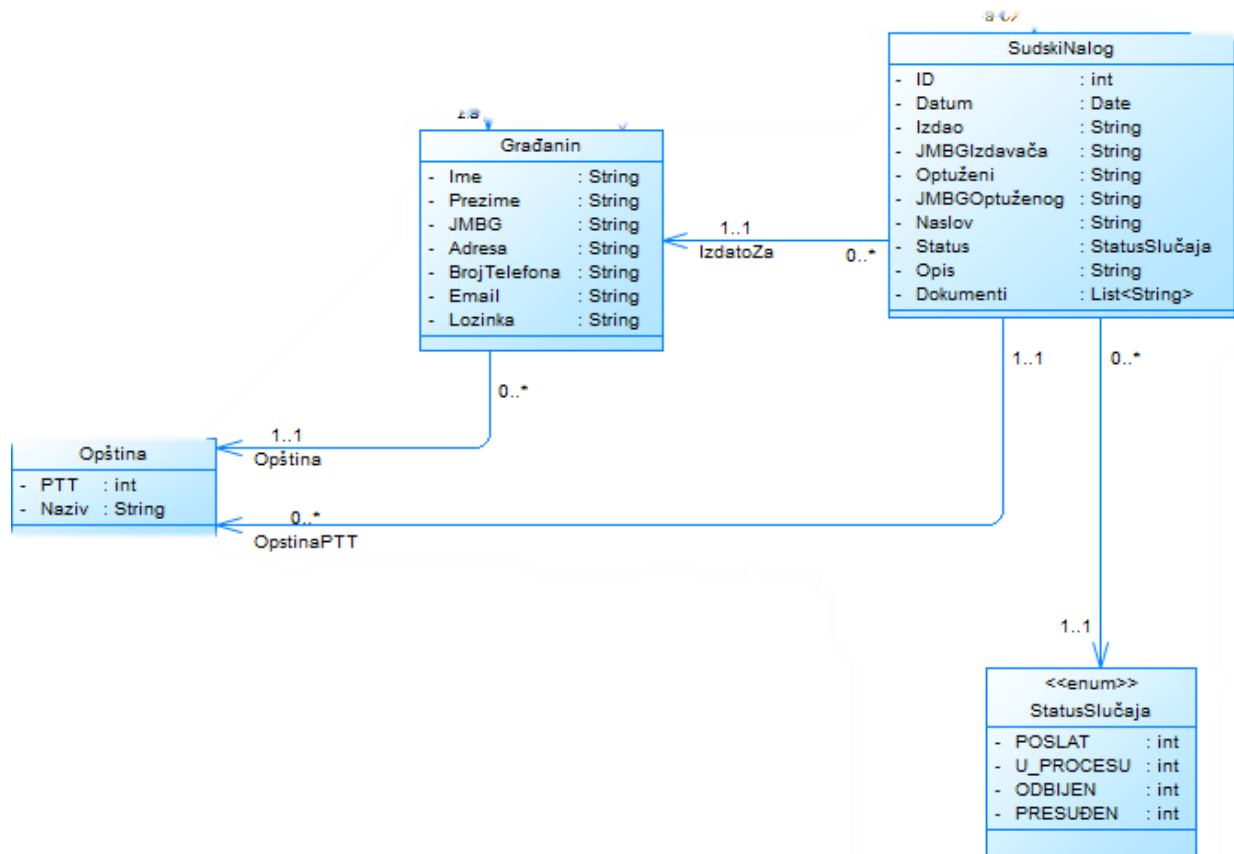 SudskiNalog
- ID : int
- Datum : Date
- Izdao : String
- JMBGIzdavača : String
- Optuženi : String
- JMBGOptuženog : String
- Naslov : String
- Status : StatusSlučaja
- Opis : String
- Dokumenti : List<String>
Građanin
- Ime : String
- Prezime : String
- JMBG : String
- Adresa : String
- BrojTelefona : String
- Email : String
- Lozinka : String
1..1
IzdatoZa
0..*
0..*
1..1
Opština
1..1
0..*
Opština
- PTT : int
- Naziv : String
0..*
OpstinaPTT
1..1
<<enum>>
StatusSlučaja
- POSLAT : int
- U_PROCESU : int
- ODBIJEN : int
- PRESUĐEN : int